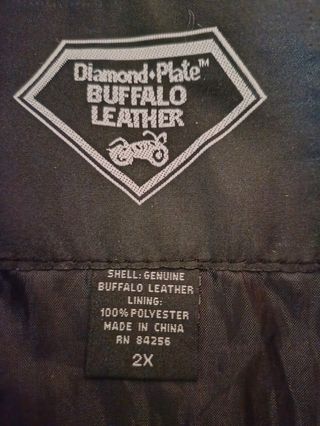 Diamond♦Plate™
BUFFALO
LEATHER
SHELL: GENUINE
BUFFALO LEATHER
LINING:
100% POLYESTER
MADE IN CHINA
RN 84256
2X